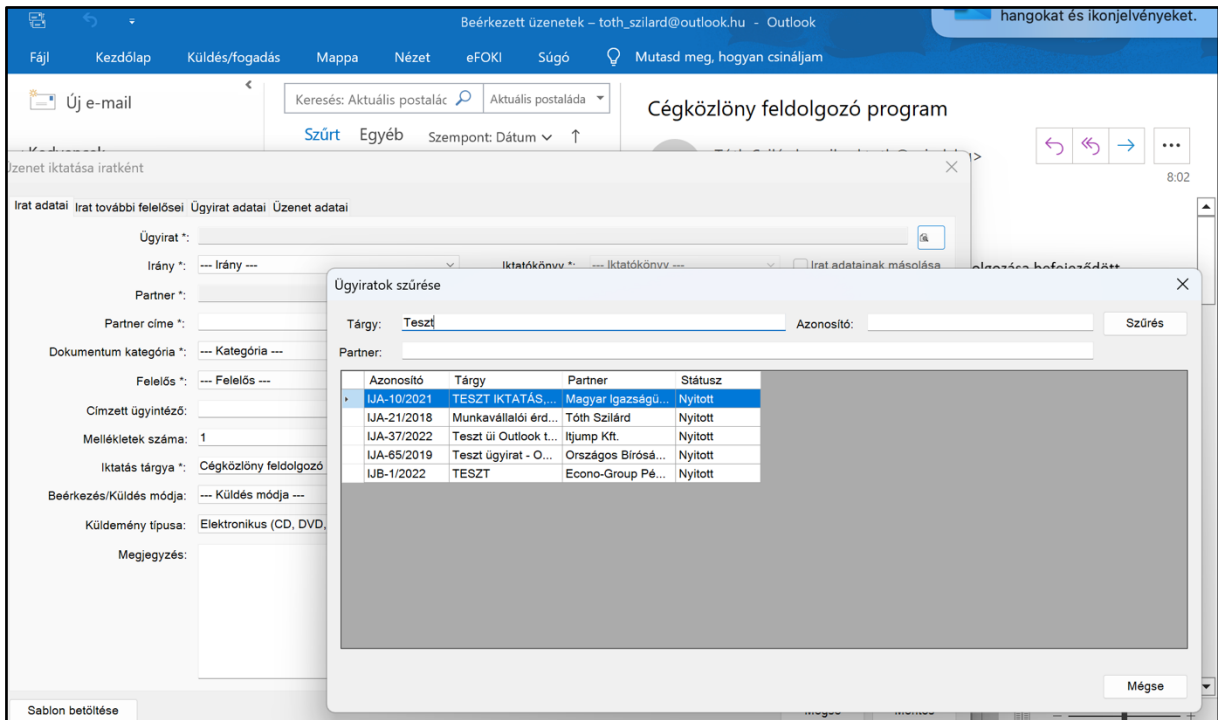 Beérkezett üzenetek – toth_szilard@outlook.hu - Outlook
hangokat és ikonjelvényeket.
Fájl Kezdőlap Küldés/fogadás Mappa Nézet eFOKI Súgó Mutasd meg, hogyan csináljam
Új e-mail
Keresés: Aktuális postalác Aktuális postaláda
Cégközlöny feldolgozó program
Szűrt Egyéb Szempont: Dátum
8:02
Üzenet iktatása iratként
Irat adatai Irat további felelősei Ügyirat adatai Üzenet adatai
Ügyirat *:
Irány *: --- Irány --- Iktatókönyv *: --- Iktatókönyv --- Irat adatainak másolása
Partner *:
Partner címe *:
Dokumentum kategória *: --- Kategória ---
Felelős *: --- Felelős ---
Címzett ügyintéző:
Mellékletek száma: 1
Iktatás tárgya *: Cégközlöny feldolgozó
Beérkezés/Küldés módja: --- Küldés módja ---
Küldemény típusa: Elektronikus (CD, DVD,
Megjegyzés:
Sablon betöltése
Ügyiratok szűrése
Tárgy: Teszt Azonosító: Szűrés
Partner:
Azonosító Tárgy Partner Státusz
IJA-10/2021 TESZT IKTATÁS,... Magyar Igazságü... Nyitott
IJA-21/2018 Munkavállalói érd... Tóth Szilárd Nyitott
IJA-37/2022 Teszt üi Outlook t... Itjump Kft. Nyitott
IJA-65/2019 Teszt ügyirat - O... Országos Bírósá... Nyitott
IJB-1/2022 TESZT Econo-Group Pé... Nyitott
Mégse